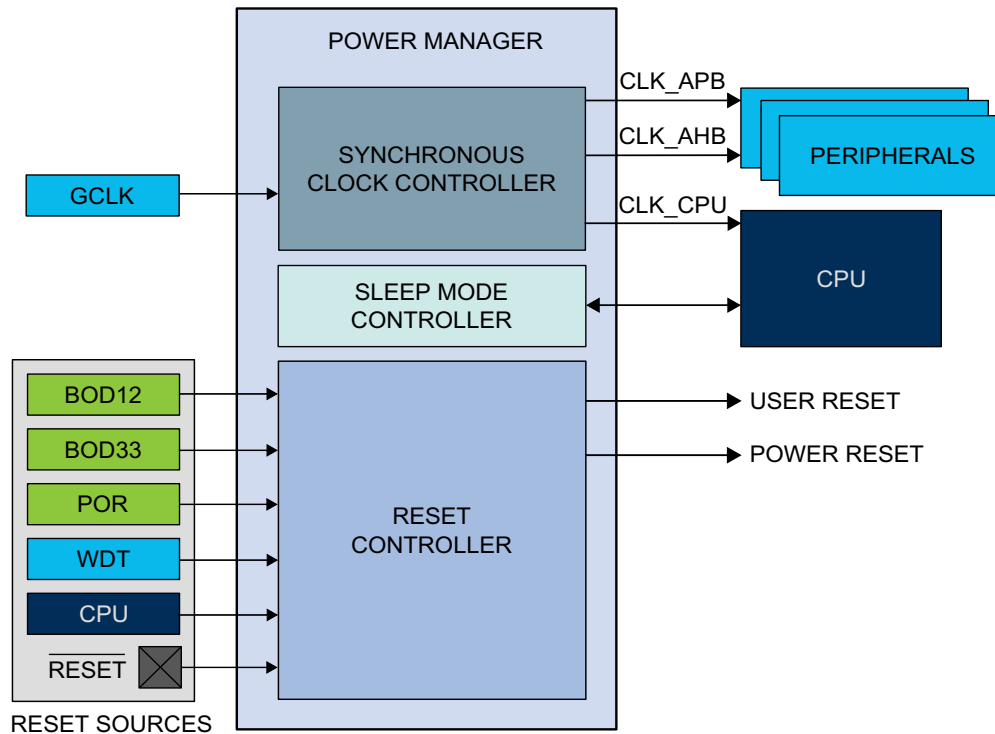 POWER MANAGER
CLK_APB
SYNCHRONOUS
CLOCK CONTROLLER
CLK_AHB
PERIPHERALS
GCLK
CLK_CPU
CPU
SLEEP MODE
CONTROLLER
BOD12
USER RESET
BOD33
POWER RESET
POR
RESET
CONTROLLER
WDT
CPU
RESET
RESET SOURCES